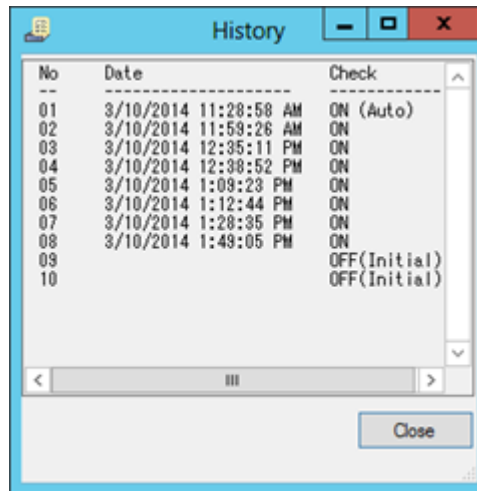 History
No Date Check
-- -------------------- ------------
01 3/10/2014 11:28:58 AM ON (Auto)
02 3/10/2014 11:59:26 AM ON
03 3/10/2014 12:35:11 PM ON
04 3/10/2014 12:38:52 PM ON
05 3/10/2014 1:09:23 PM ON
06 3/10/2014 1:12:44 PM ON
07 3/10/2014 1:28:35 PM ON
08 3/10/2014 1:49:05 PM ON
09 OFF(Initial)
10 OFF(Initial)
Close